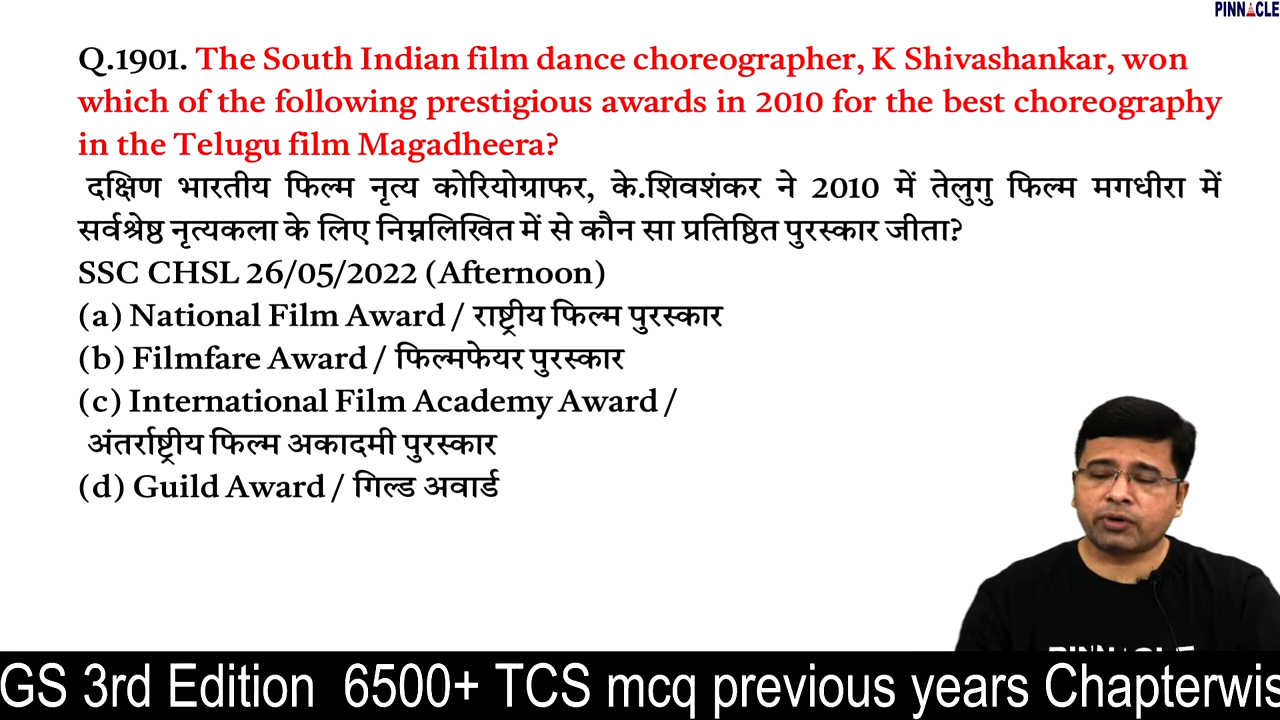 PINNACLE
Q.1901. The South Indian film dance choreographer, K Shivashankar, won
which of the following prestigious awards in 2010 for the best choreography
in the Telugu film Magadheera?
दक्षिण भारतीय फिल्म नृत्य कोरियोग्राफर, के.शिवशंकर ने 2010 में तेलुगु फिल्म मगधीरा में
सर्वश्रेष्ठ नृत्यकला के लिए निम्नलिखित में से कौन सा प्रतिष्ठित पुरस्कार जीता?
SSC CHSL 26/05/2022 (Afternoon)
(a) National Film Award / राष्ट्रीय फिल्म पुरस्कार
(b) Filmfare Award / फिल्मफेयर पुरस्कार
(c) International Film Academy Award /
अंतर्राष्ट्रीय फिल्म अकादमी पुरस्कार
(d) Guild Award / गिल्ड अवार्ड
PINNACLE
GS 3rd Edition 6500+ TCS mcq previous years Chapterwis